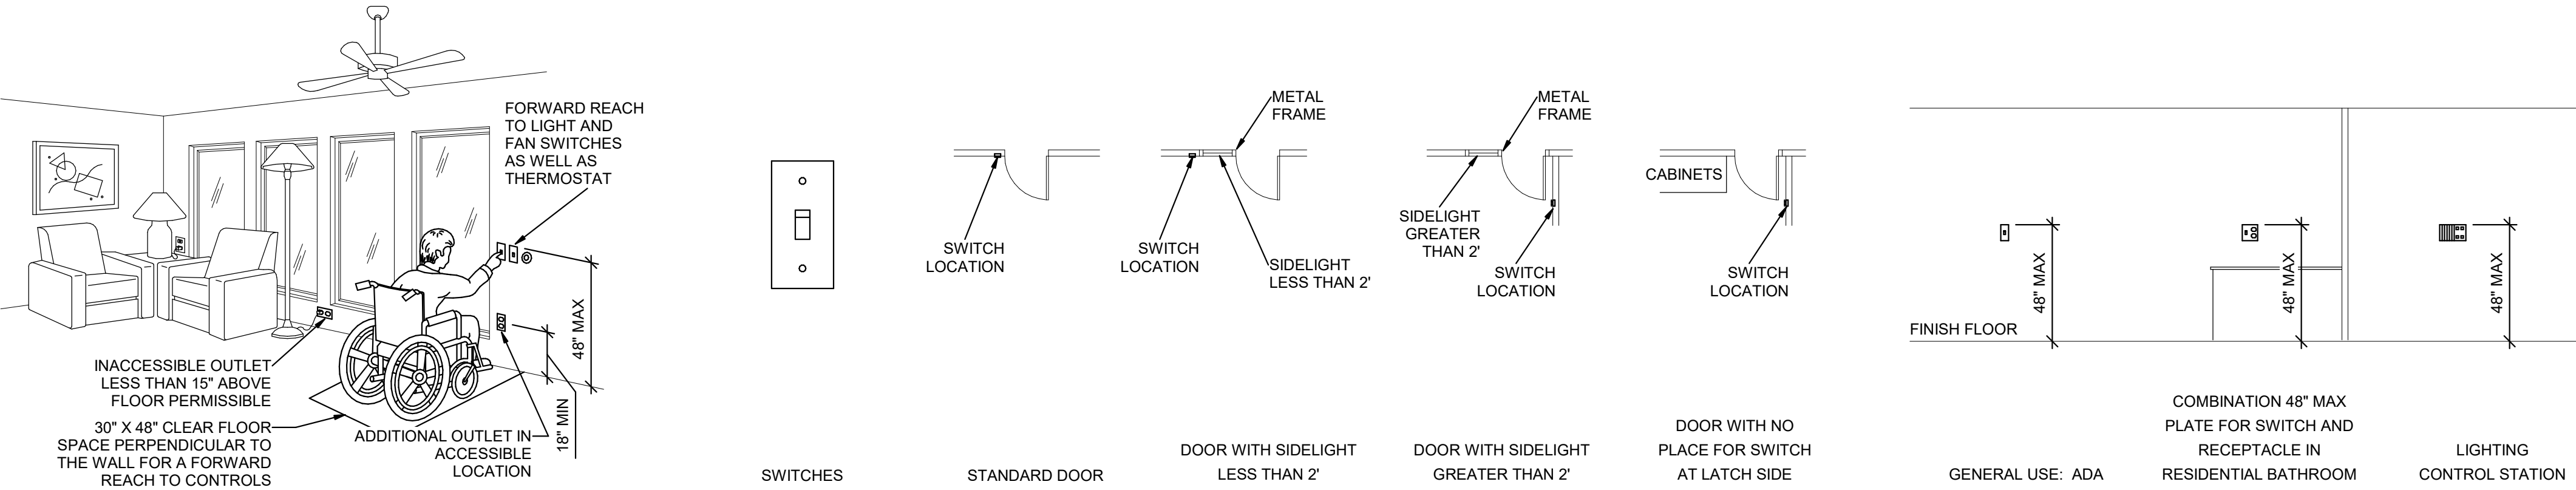 FORWARD REACH
TO LIGHT AND
FAN SWITCHES
AS WELL AS
THERMOSTAT
48" MAX
18" MIN
INACCESSIBLE OUTLET
LESS THAN 15" ABOVE
FLOOR PERMISSIBLE
30" X 48" CLEAR FLOOR
SPACE PERPENDICULAR TO
THE WALL FOR A FORWARD
REACH TO CONTROLS
ADDITIONAL OUTLET IN
ACCESSIBLE
LOCATION
SWITCHES
SWITCH
LOCATION
STANDARD DOOR
METAL
FRAME
SWITCH
LOCATION
SIDELIGHT
LESS THAN 2'
DOOR WITH SIDELIGHT
LESS THAN 2'
METAL
FRAME
SIDELIGHT
GREATER
THAN 2'
SWITCH
LOCATION
DOOR WITH SIDELIGHT
GREATER THAN 2'
CABINETS
SWITCH
LOCATION
DOOR WITH NO
PLACE FOR SWITCH
AT LATCH SIDE
FINISH FLOOR
48" MAX
GENERAL USE: ADA
48" MAX
COMBINATION 48" MAX
PLATE FOR SWITCH AND
RECEPTACLE IN
RESIDENTIAL BATHROOM
48" MAX
LIGHTING
CONTROL STATION